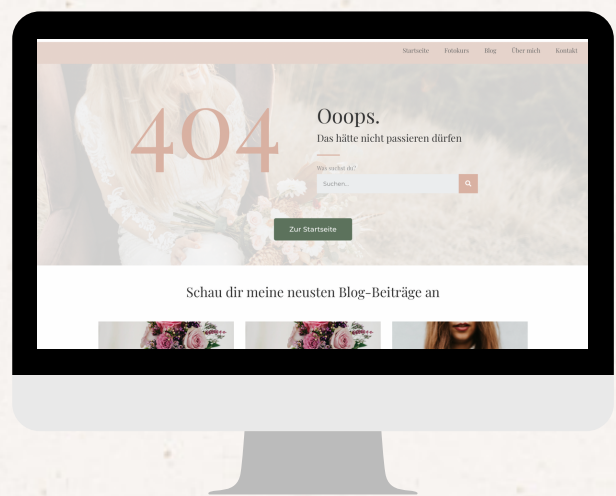 Startseite Fotokurs Blog Über mich Kontakt
404
Ooops.
Das hätte nicht passieren dürfen
Was suchst du?
Suchen...
Zur Startseite
Schau dir meine neusten Blog-Beiträge an